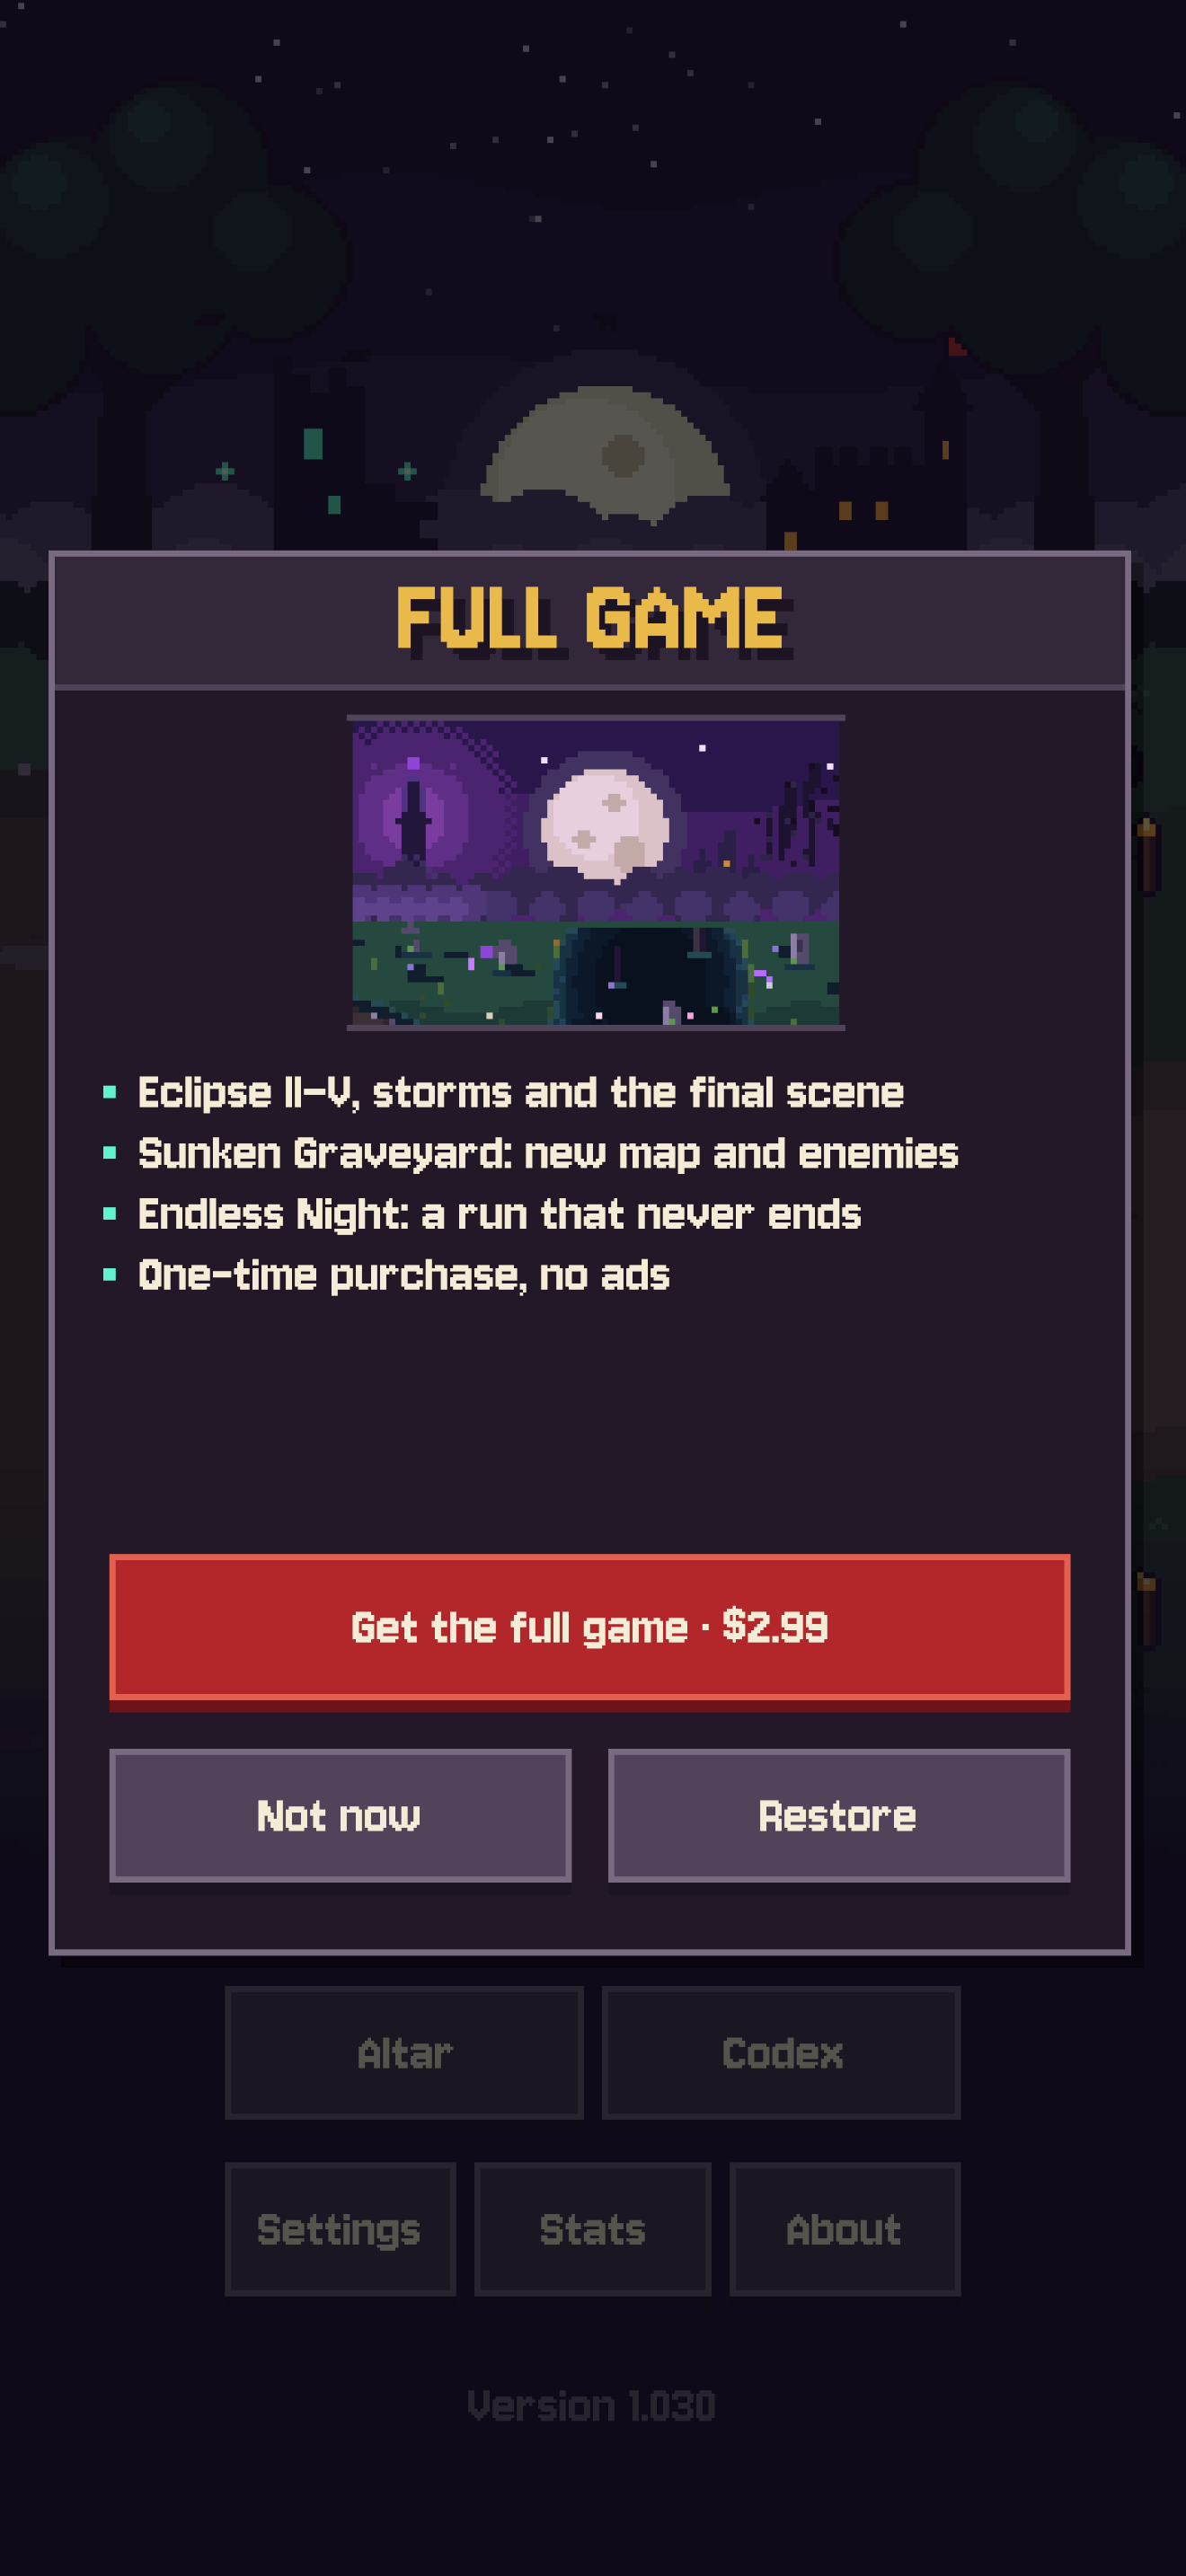 FULL GAME
Eclipse II–V, storms and the final scene
Sunken Graveyard: new map and enemies
Endless Night: a run that never ends
One-time purchase, no ads
Get the full game · $2.99
Not now
Restore
Altar
Codex
Settings
Stats
About
Version 1.030